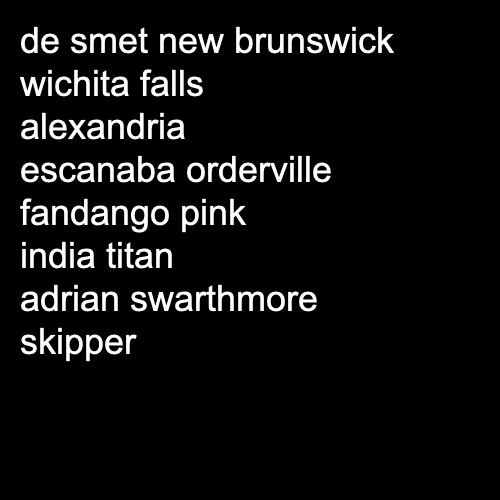 de smet new brunswick
wichita falls
alexandria
escanaba orderville
fandango pink
india titan
adrian swarthmore
skipper